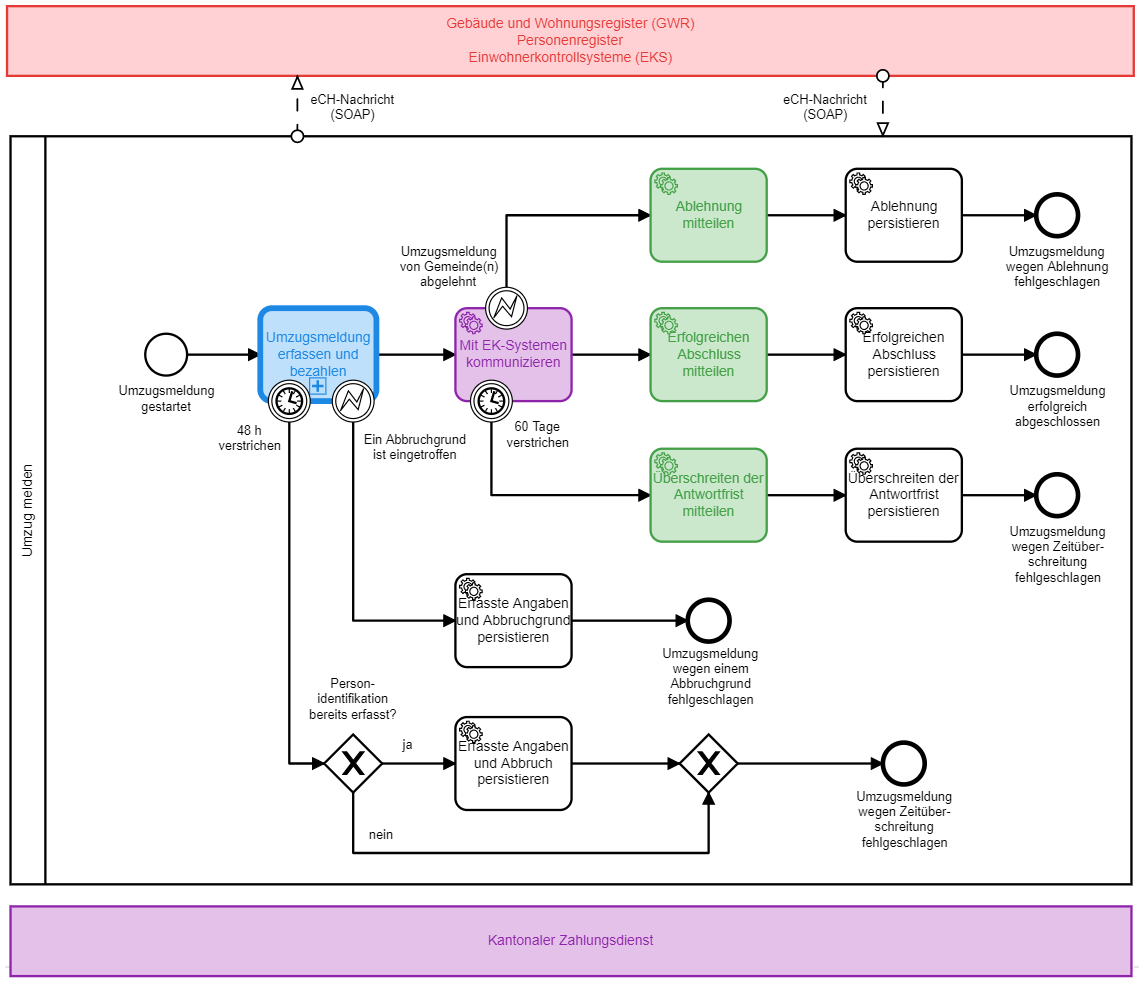 Gebäude und Wohnungsregister (GWR)
Personenregister
Einwohnerkontrollsysteme (EKS)
eCH-Nachricht
(SOAP)
eCH-Nachricht
(SOAP)
Umzug melden
Umzugsmeldung
gestartet
Umzugsmeldung
erfassen und
bezahlen
48 h
verstrichen
Ein Abbruchgrund
ist eingetroffen
Umzugsmeldung
von Gemeinde(n)
abgelehnt
Mit EK-Systemen
kommunizieren
60 Tage
verstrichen
Ablehnung
mitteilen
Ablehnung
persistieren
Umzugsmeldung
wegen Ablehnung
fehlgeschlagen
Erfolgreichen
Abschluss
mitteilen
Erfolgreichen
Abschluss
persistieren
Umzugsmeldung
erfolgreich
abgeschlossen
Überschreiten der
Antwortfrist
mitteilen
Überschreiten der
Antwortfrist
persistieren
Umzugsmeldung
wegen Zeitüber-
schreitung
fehlgeschlagen
Erfasste Angaben
und Abbruchgrund
persistieren
Umzugsmeldung
wegen einem
Abbruchgrund
fehlgeschlagen
Person-
identifikation
bereits erfasst?
ja
nein
Erfasste Angaben
und Abbruch
persistieren
Umzugsmeldung
wegen Zeitüber-
schreitung
fehlgeschlagen
Kantonaler Zahlungsdienst